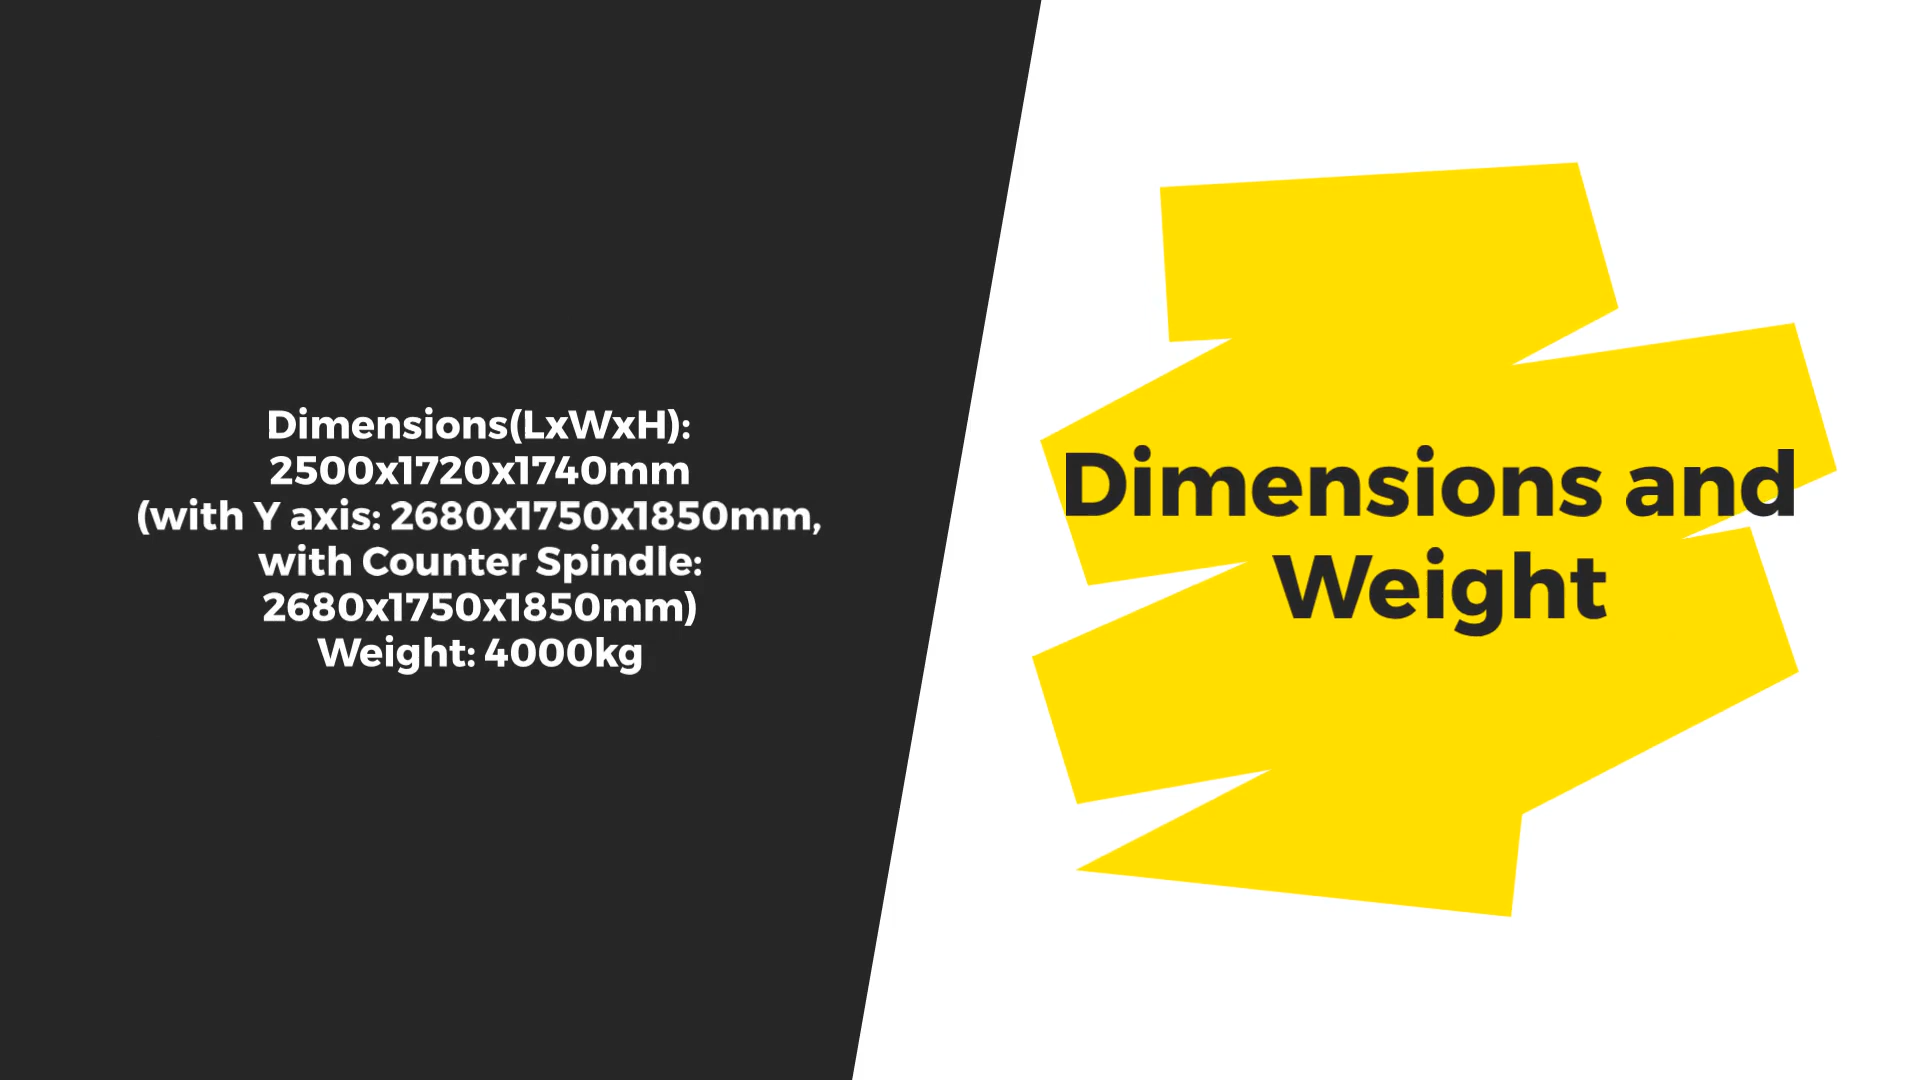 Dimensions(LxWxH):
2500x1720x1740mm
(with Y axis: 2680x1750x1850mm,
with Counter Spindle:
2680x1750x1850mm)
Weight: 4000kg
Dimensions and
Weight